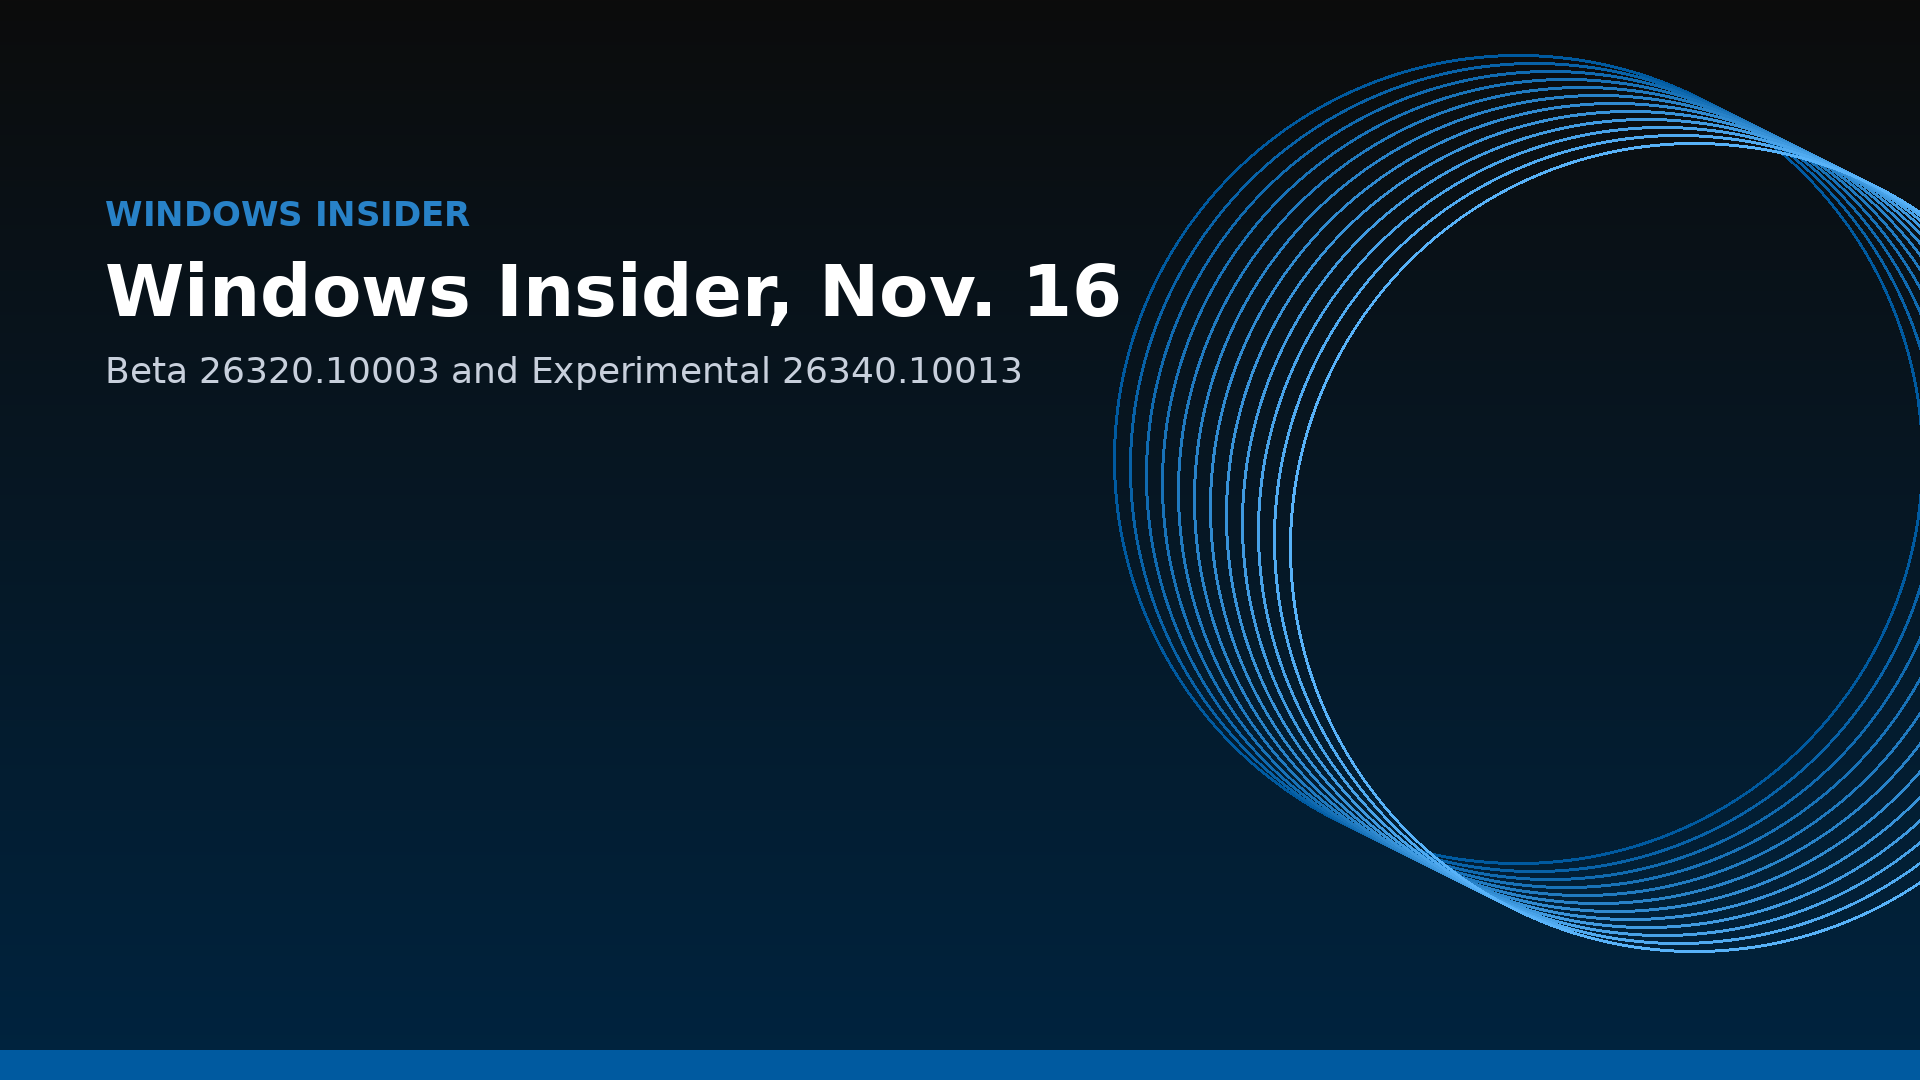 WINDOWS INSIDER
Windows Insider, Nov. 16
Beta 26320.10003 and Experimental 26340.10013